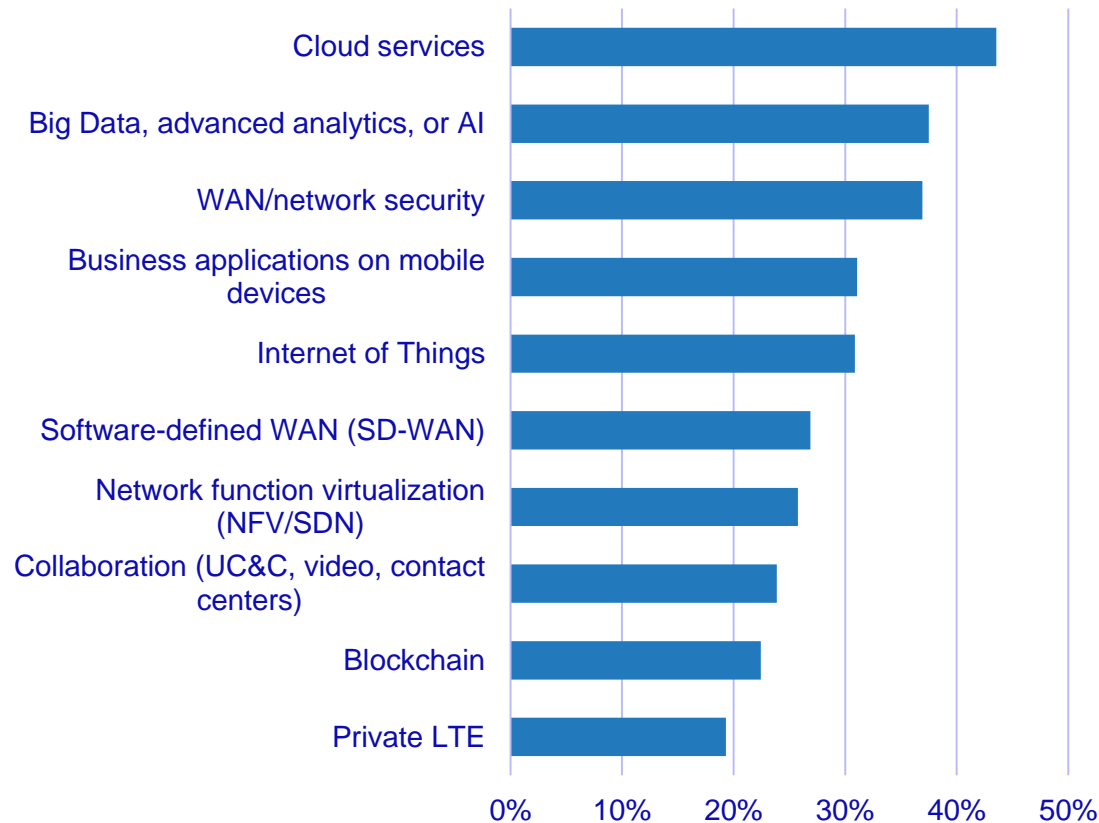 Cloud services
Big Data, advanced analytics, or AI
WAN/network security
Business applications on mobile
devices
Internet of Things
Software-defined WAN (SD-WAN)
Network function virtualization
(NFV/SDN)
Collaboration (UC&C, video, contact
centers)
Blockchain
Private LTE
0% 10% 20% 30% 40% 50%